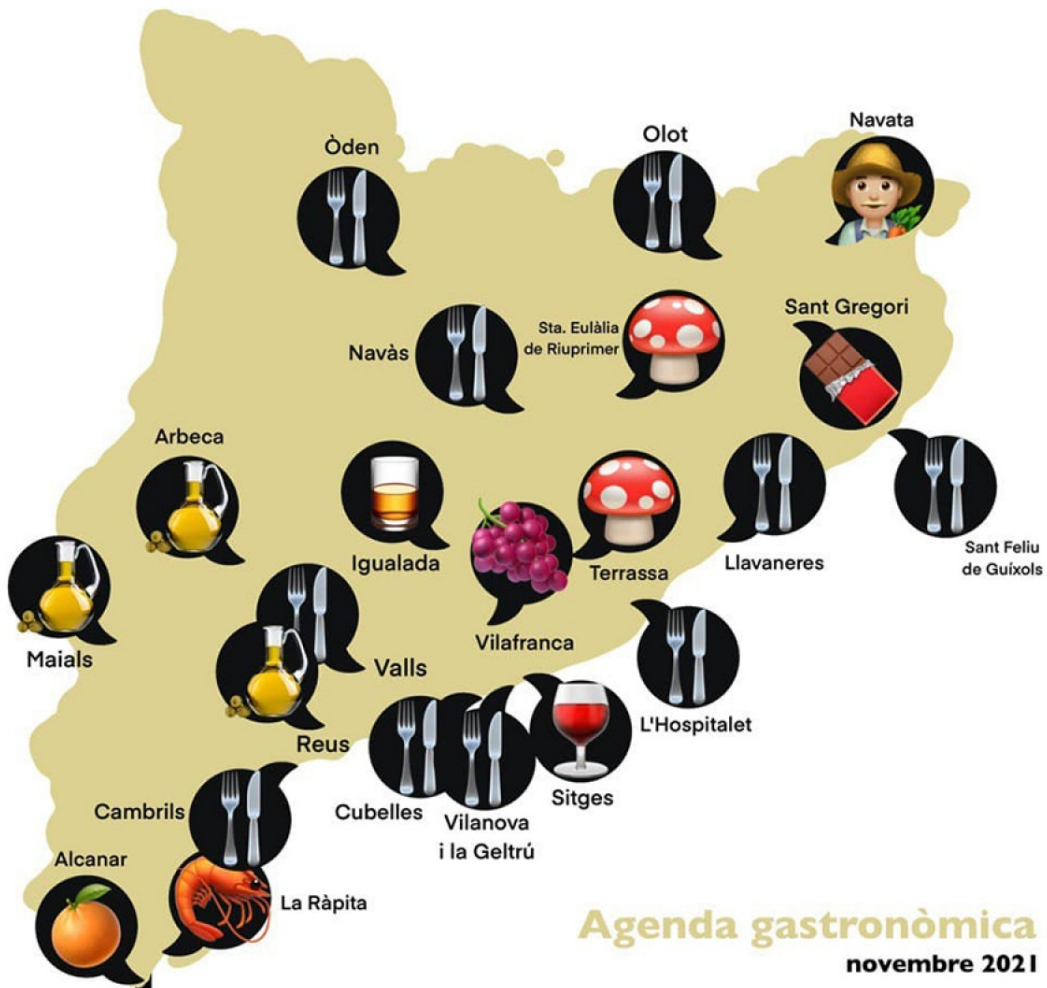 Navata
Òden
Olot
Sant Gregori
Sta. Eulàlia
de Riuprimer
Navàs
Arbeca
Igualada
Terrassa
Llavaneres
Sant Feliu
de Guíxols
Vilafranca
Maials
Valls
L'Hospitalet
Reus
Sitges
Cubelles
Vilanova
i la Geltrú
Cambrils
Alcanar
La Ràpita
Agenda gastronòmica
novembre 2021